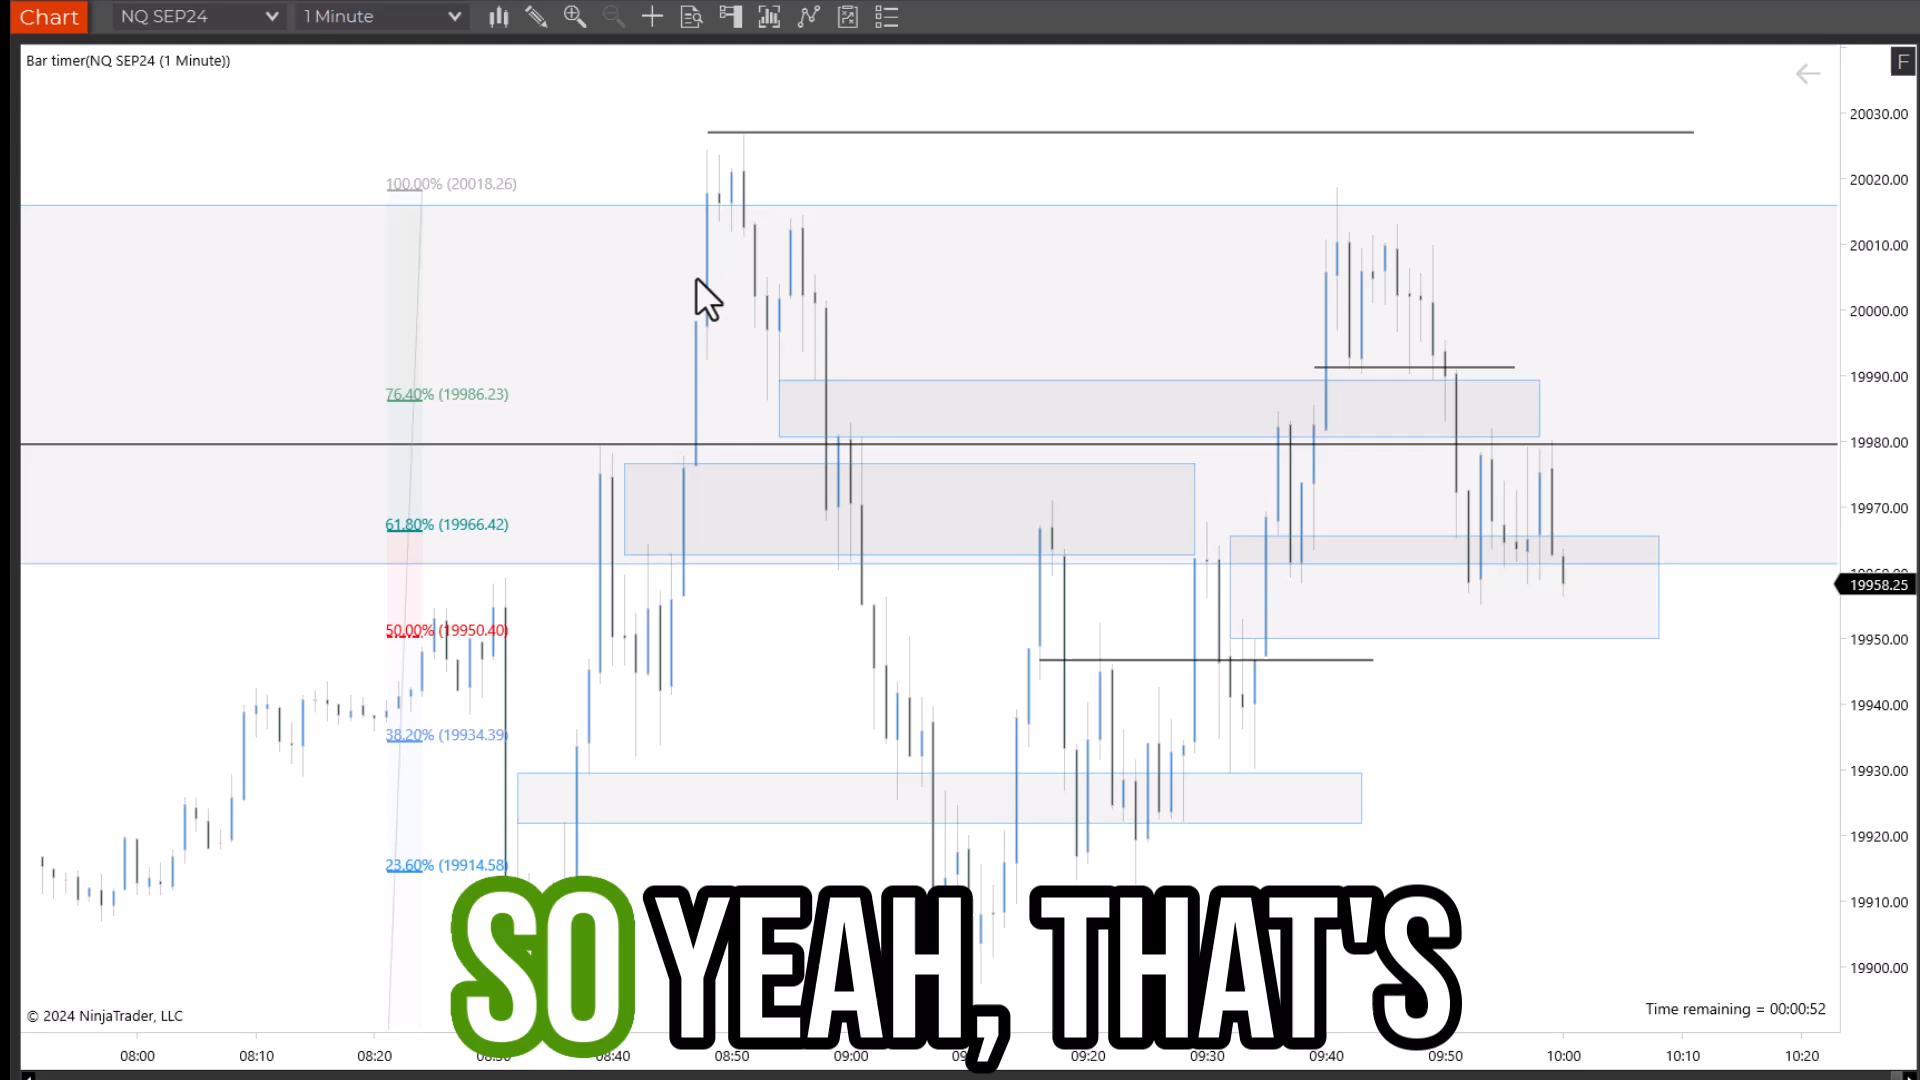 Chart NQ SEP24 1 Minute
Bar timer(NQ SEP24 (1 Minute))
F
20030.00
100.00% (20018.26)
20020.00
20010.00
20000.00
19990.00
76.40% (19986.23)
19980.00
19970.00
61.80% (19966.42)
19958.25
50.00% (19950.40)
19950.00
19940.00
38.20% (19934.39)
19930.00
19920.00
23.60% (19914.58)
19910.00
SO YEAH, THAT'S
19900.00
© 2024 NinjaTrader, LLC
Time remaining = 00:00:52
08:00 08:10 08:20 08:40 08:50 09:00 09:20 09:30 09:40 09:50 10:00 10:10 10:20